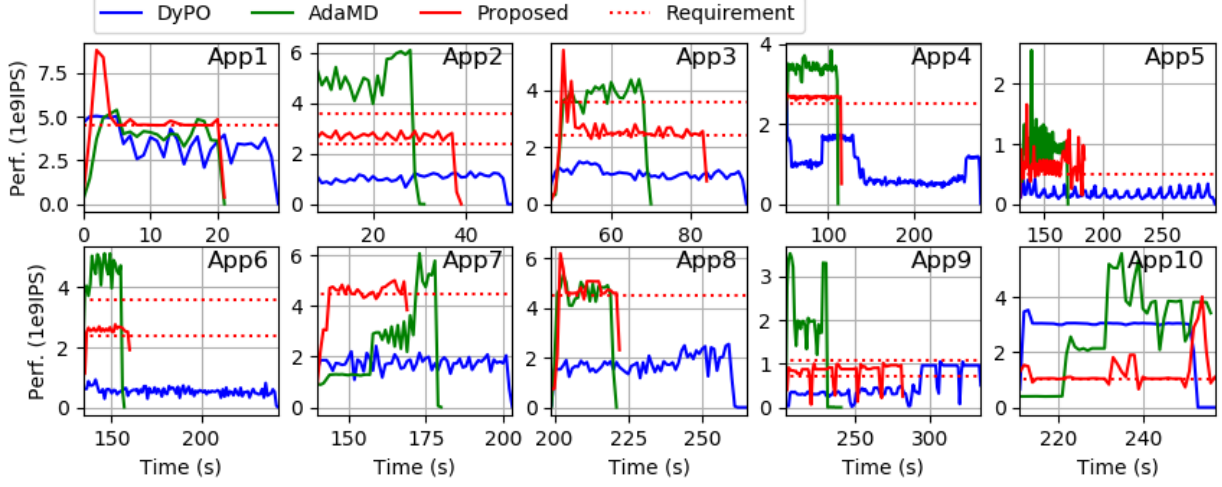 DyPO AdaMD Proposed Requirement
Perf. (1e9IPS)
App1
7.5
5.0
2.5
0.0
0 10 20
App2
6
4
2
0
20 40
App3
6
4
2
0
60 80
App4
4
2
0
100 200
App5
2
1
0
150 200 250
Perf. (1e9IPS)
App6
4
2
0
150 200
Time (s)
App7
6
4
2
0
150 180 200
Time (s)
App8
6
4
2
0
200 220 250
Time (s)
App9
3
2
1
0
250 300
Time (s)
App10
4
2
0
220 240
Time (s)